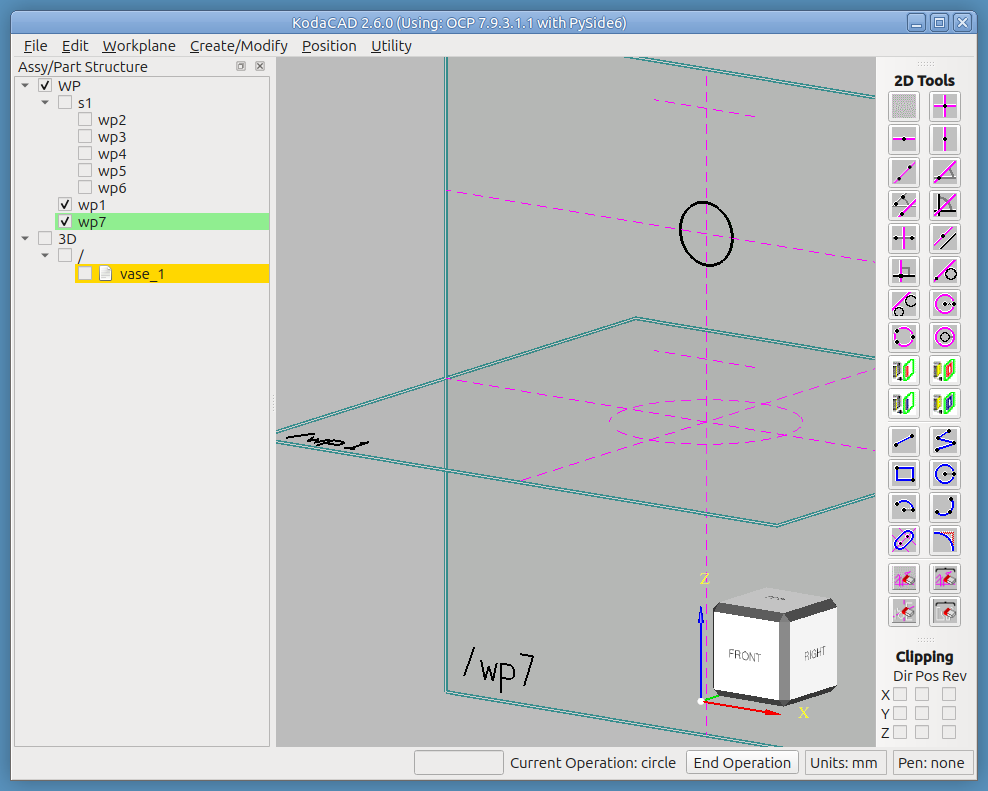 KodaCAD 2.6.0 (Using: OCP 7.9.3.1.1 with PySide6)
File Edit Workplane Create/Modify Position Utility
Assy/Part Structure
WP
s1
wp2
wp3
wp4
wp5
wp6
wp1
wp7
3D
/
vase_1
/wp1
/wp7
Z
X
TOP
FRONT
RIGHT
2D Tools
Clipping
Dir Pos Rev
X
Y
Z
Current Operation: circle End Operation Units: mm Pen: none